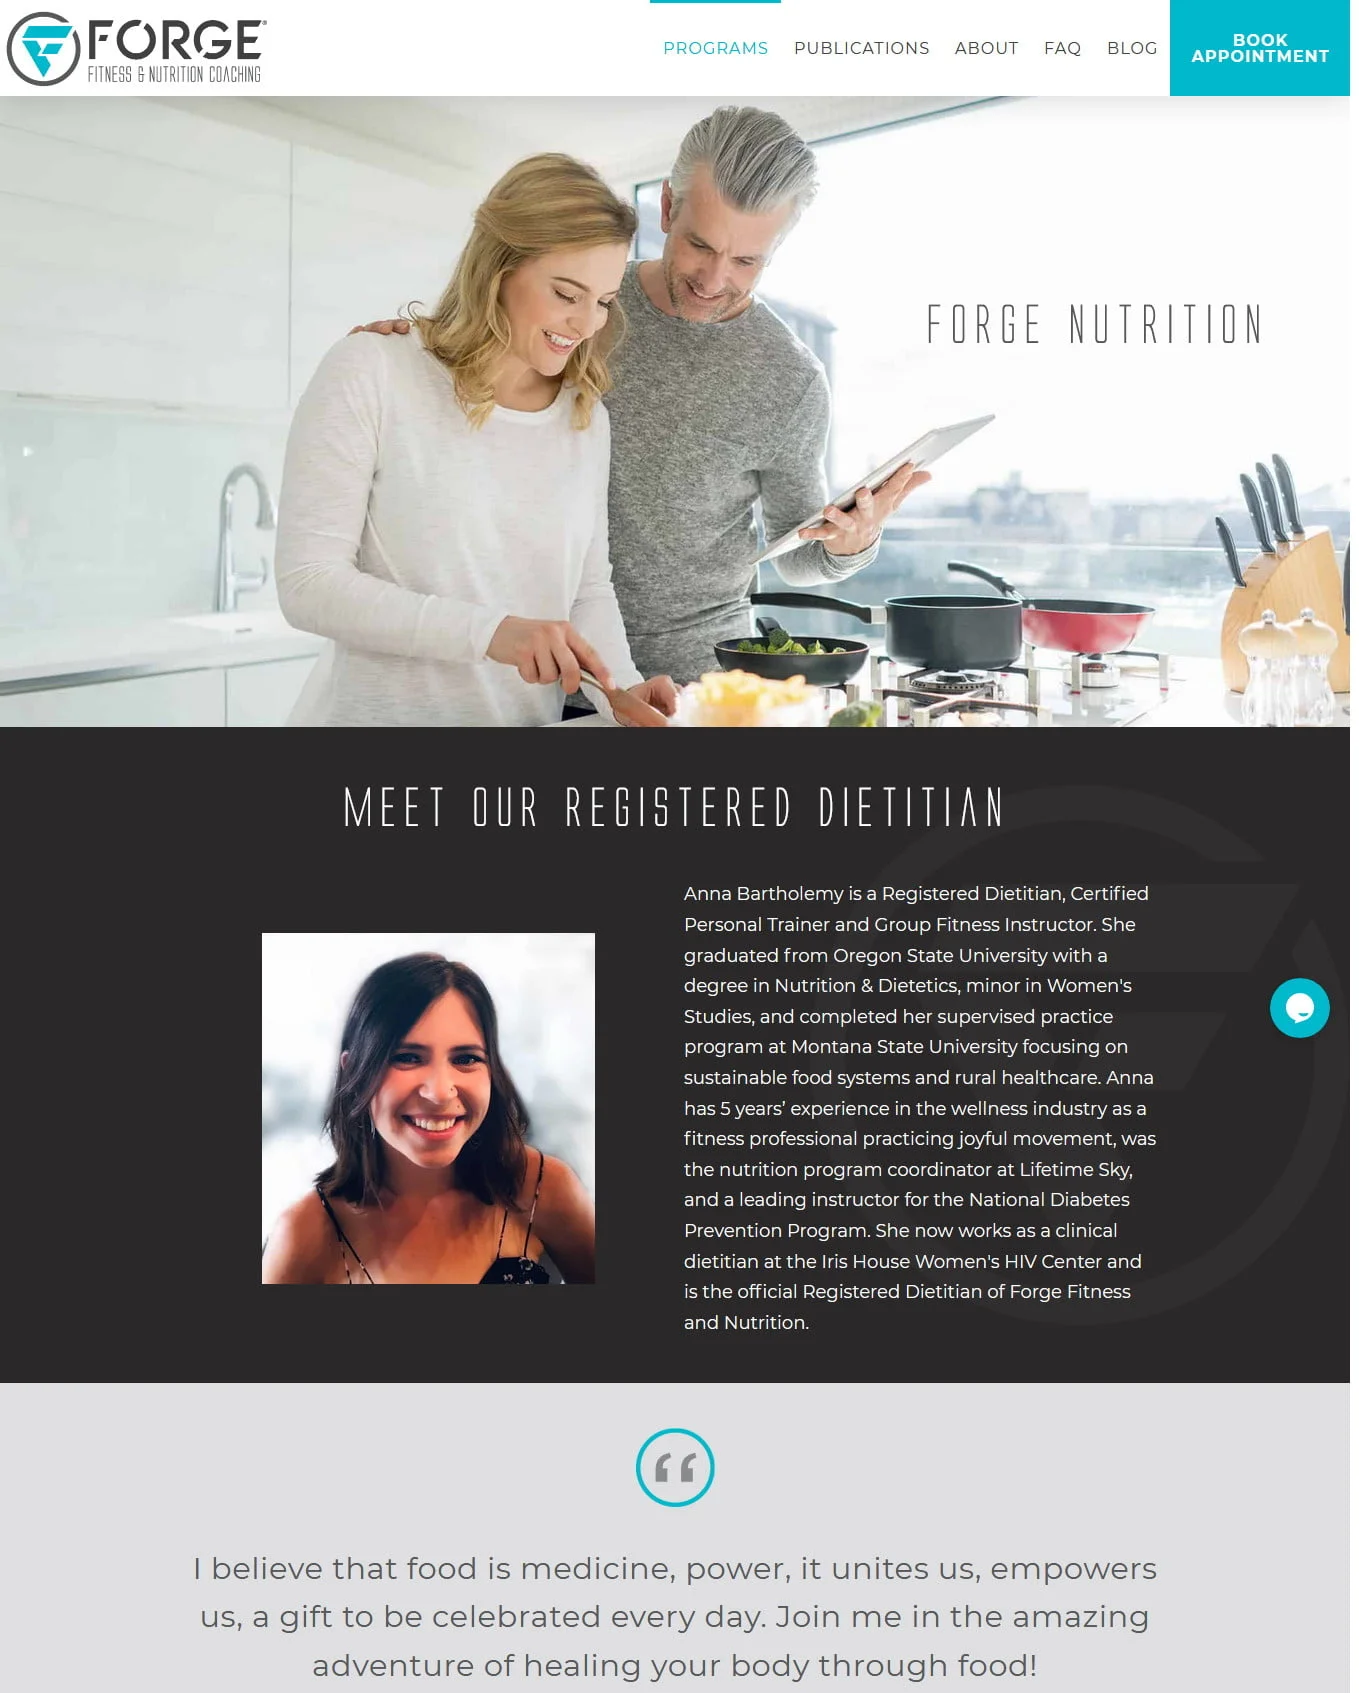 FORGE®
FITNESS & NUTRITION COACHING
PROGRAMS
PUBLICATIONS
ABOUT
FAQ
BLOG
BOOK
APPOINTMENT
FORGE NUTRITION
MEET OUR REGISTERED DIETITIAN
Anna Bartholemy is a Registered Dietitian, Certified
Personal Trainer and Group Fitness Instructor. She
graduated from Oregon State University with a
degree in Nutrition & Dietetics, minor in Women's
Studies, and completed her supervised practice
program at Montana State University focusing on
sustainable food systems and rural healthcare. Anna
has 5 years’ experience in the wellness industry as a
fitness professional practicing joyful movement, was
the nutrition program coordinator at Lifetime Sky,
and a leading instructor for the National Diabetes
Prevention Program. She now works as a clinical
dietitian at the Iris House Women's HIV Center and
is the official Registered Dietitian of Forge Fitness
and Nutrition.
“
I believe that food is medicine, power, it unites us, empowers
us, a gift to be celebrated every day. Join me in the amazing
adventure of healing your body through food!